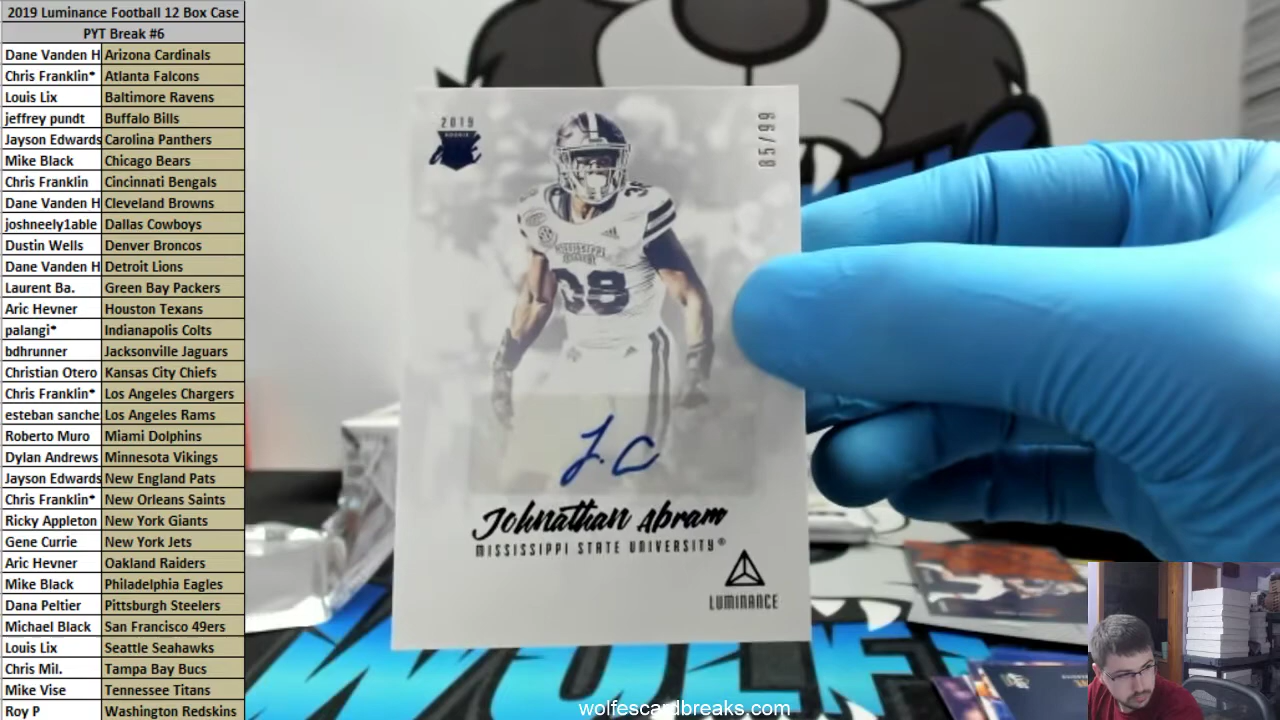 2019 Luminance Football 12 Box Case
PYT Break #6
Dane Vanden H Arizona Cardinals
Chris Franklin* Atlanta Falcons
Louis Lix Baltimore Ravens
jeffrey pundt Buffalo Bills
Jayson Edwards Carolina Panthers
Mike Black Chicago Bears
Chris Franklin Cincinnati Bengals
Dane Vanden H Cleveland Browns
joshneely1able Dallas Cowboys
Dustin Wells Denver Broncos
Dane Vanden H Detroit Lions
Laurent Ba. Green Bay Packers
Aric Hevner Houston Texans
palangi* Indianapolis Colts
bdhrunner Jacksonville Jaguars
Christian Otero Kansas City Chiefs
Chris Franklin* Los Angeles Chargers
esteban sanche Los Angeles Rams
Roberto Muro Miami Dolphins
Dylan Andrews Minnesota Vikings
Jayson Edwards New England Pats
Chris Franklin* New Orleans Saints
Ricky Appleton New York Giants
Gene Currie New York Jets
Aric Hevner Oakland Raiders
Mike Black Philadelphia Eagles
Dana Peltier Pittsburgh Steelers
Michael Black San Francisco 49ers
Louis Lix Seattle Seahawks
Chris Mil. Tampa Bay Bucs
Mike Vise Tennessee Titans
Roy P Washington Redskins
2019
ROOKIE
85/99
MISSISSIPPI
STATE
38
J. C
Johnathan Abram
MISSISSIPPI STATE UNIVERSITY®
LUMINANCE
WOLF
wolfescardbreaks.com